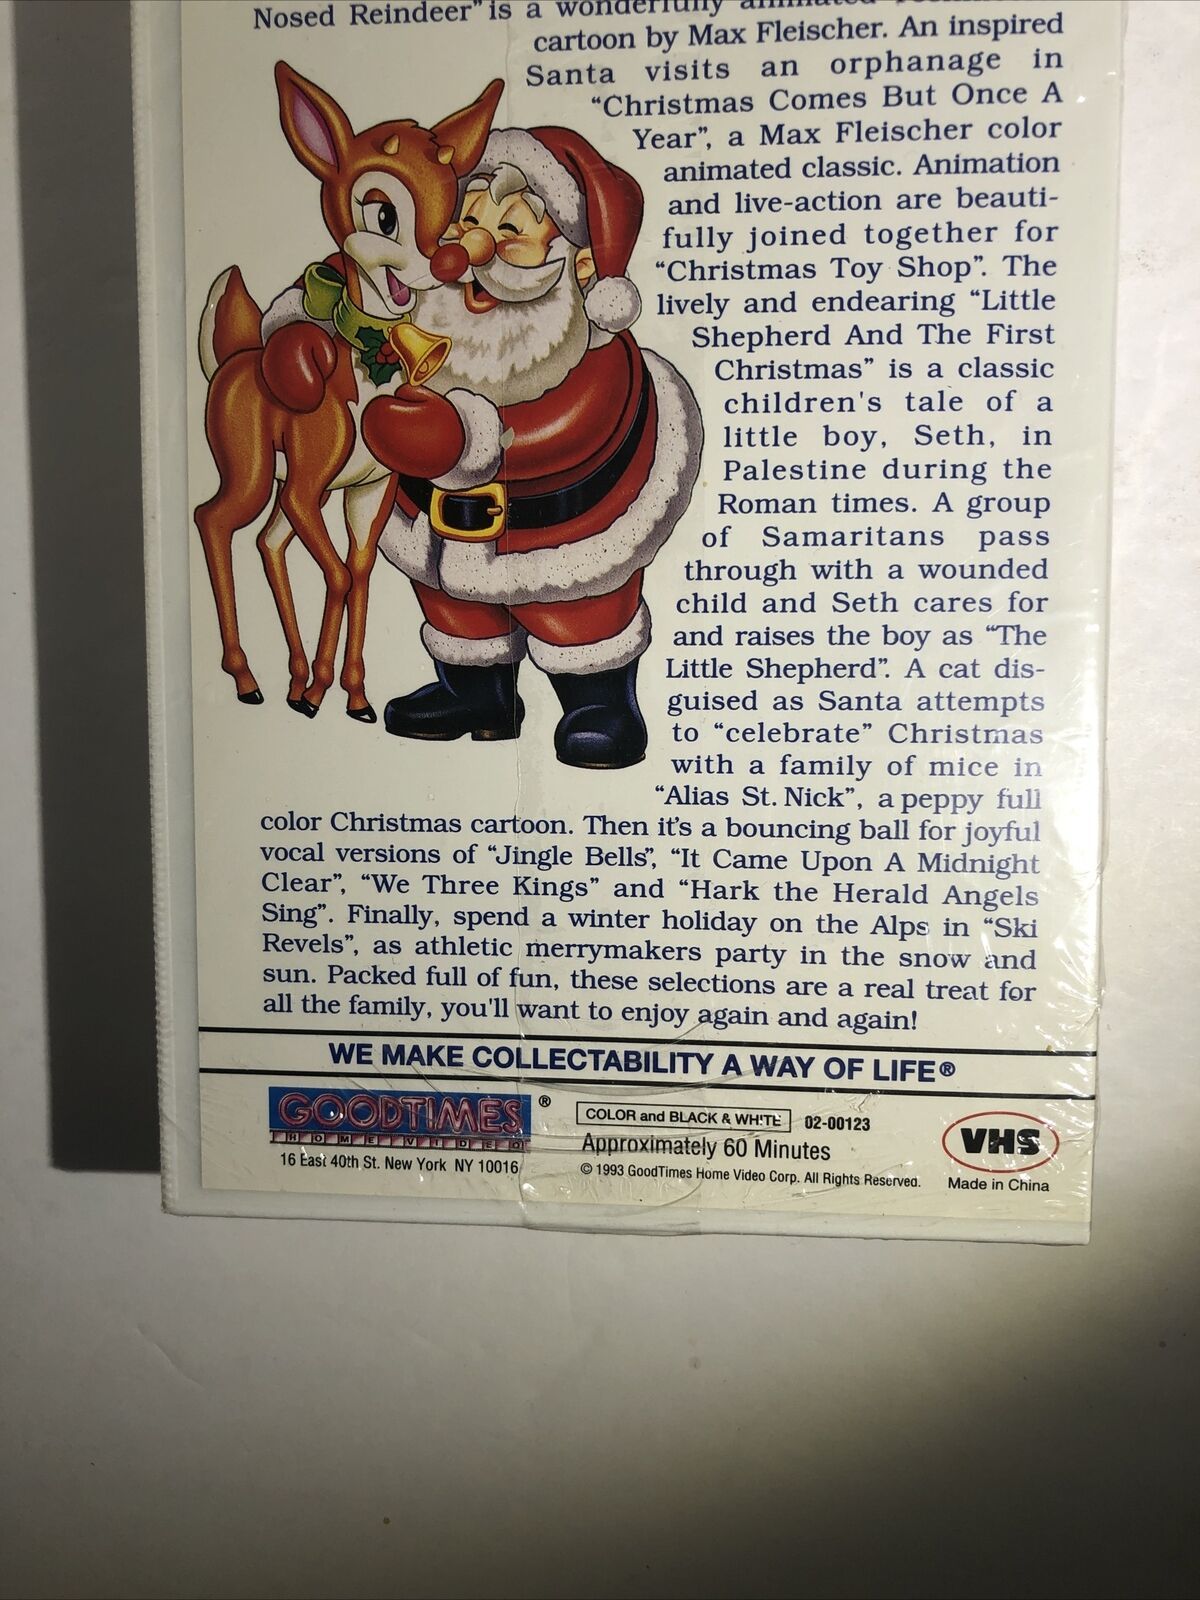 Nosed Reindeer" is a wonderfully animated
cartoon by Max Fleischer. An inspired
Santa visits an orphanage in
"Christmas Comes But Once A
Year", a Max Fleischer color
animated classic. Animation
and live-action are beauti-
fully joined together for
"Christmas Toy Shop". The
lively and endearing "Little
Shepherd And The First
Christmas" is a classic
children's tale of a
little boy, Seth, in
Palestine during the
Roman times. A group
of Samaritans pass
through with a wounded
child and Seth cares for
and raises the boy as "The
Little Shepherd". A cat dis-
guised as Santa attempts
to "celebrate" Christmas
with a family of mice in
"Alias St. Nick", a peppy full
color Christmas cartoon. Then it's a bouncing ball for joyful
vocal versions of "Jingle Bells", "It Came Upon A Midnight
Clear", "We Three Kings" and "Hark the Herald Angels
Sing". Finally, spend a winter holiday on the Alps in "Ski
Revels", as athletic merrymakers party in the snow and
sun. Packed full of fun, these selections are a real treat for
all the family, you'll want to enjoy again and again!
WE MAKE COLLECTABILITY A WAY OF LIFE®
GOODTIMES ®
HOME VIDEO
16 East 40th St. New York NY 10016
COLOR and BLACK & WHITE 02-00123
Approximately 60 Minutes
© 1993 GoodTimes Home Video Corp. All Rights Reserved.
VHS
Made in China